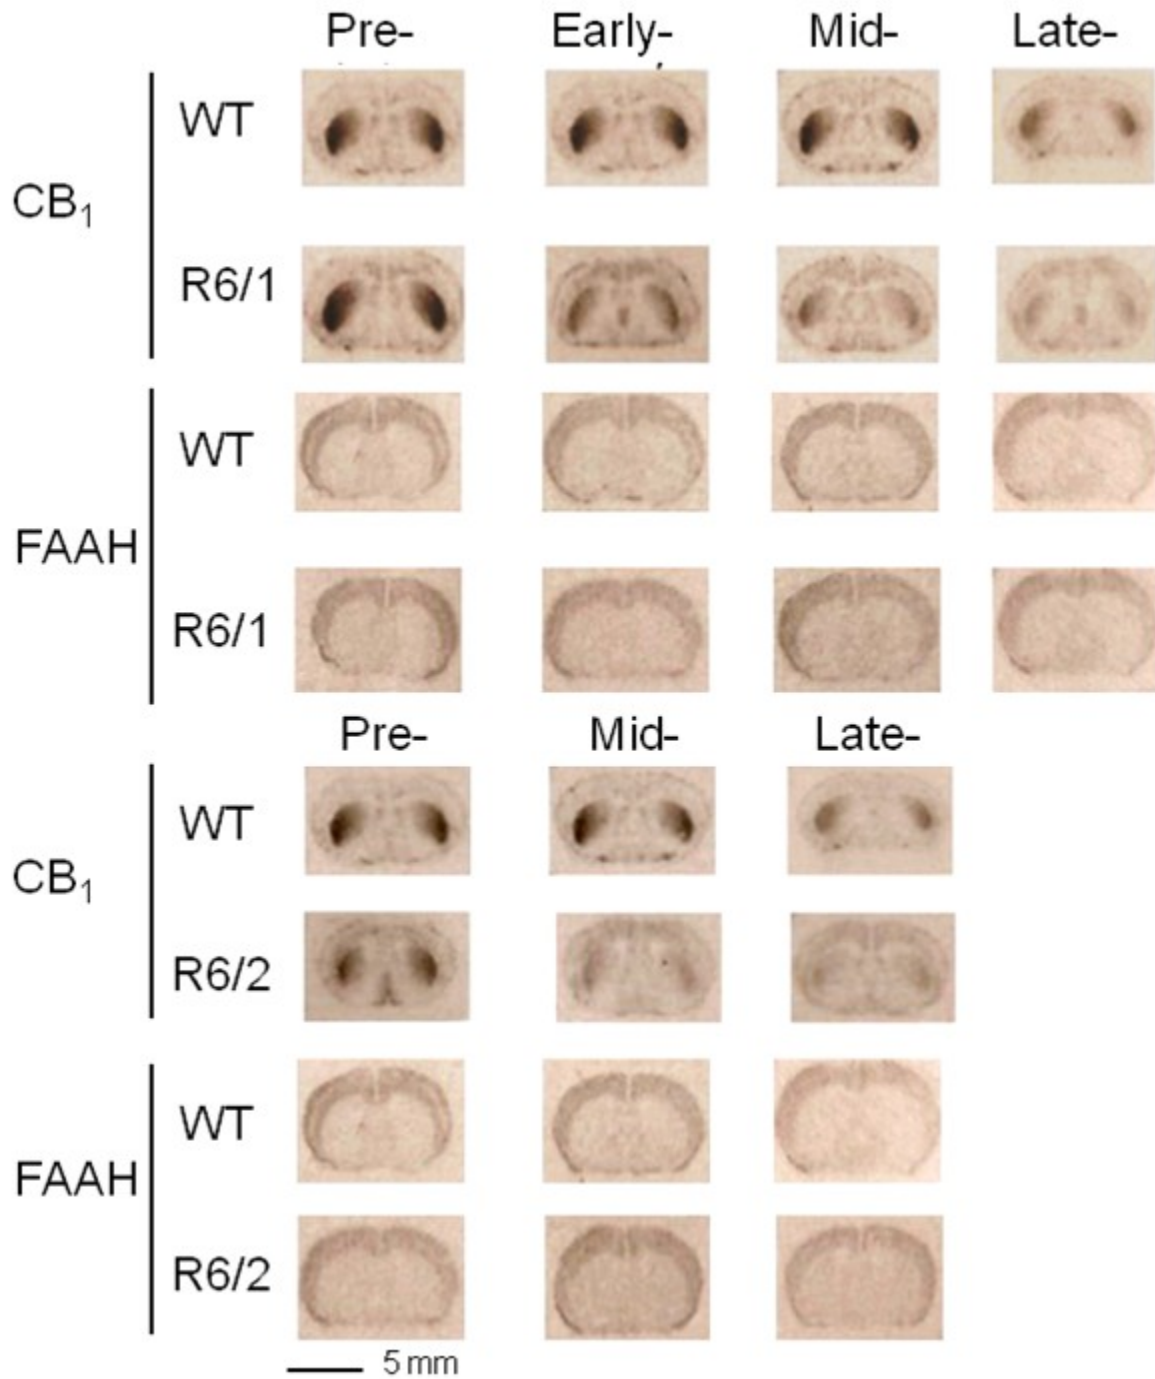 Pre- Early- Mid- Late-
WT
CB₁
R6/1
WT
FAAH
R6/1
Pre- Mid- Late-
WT
CB₁
R6/2
WT
FAAH
R6/2
5 mm